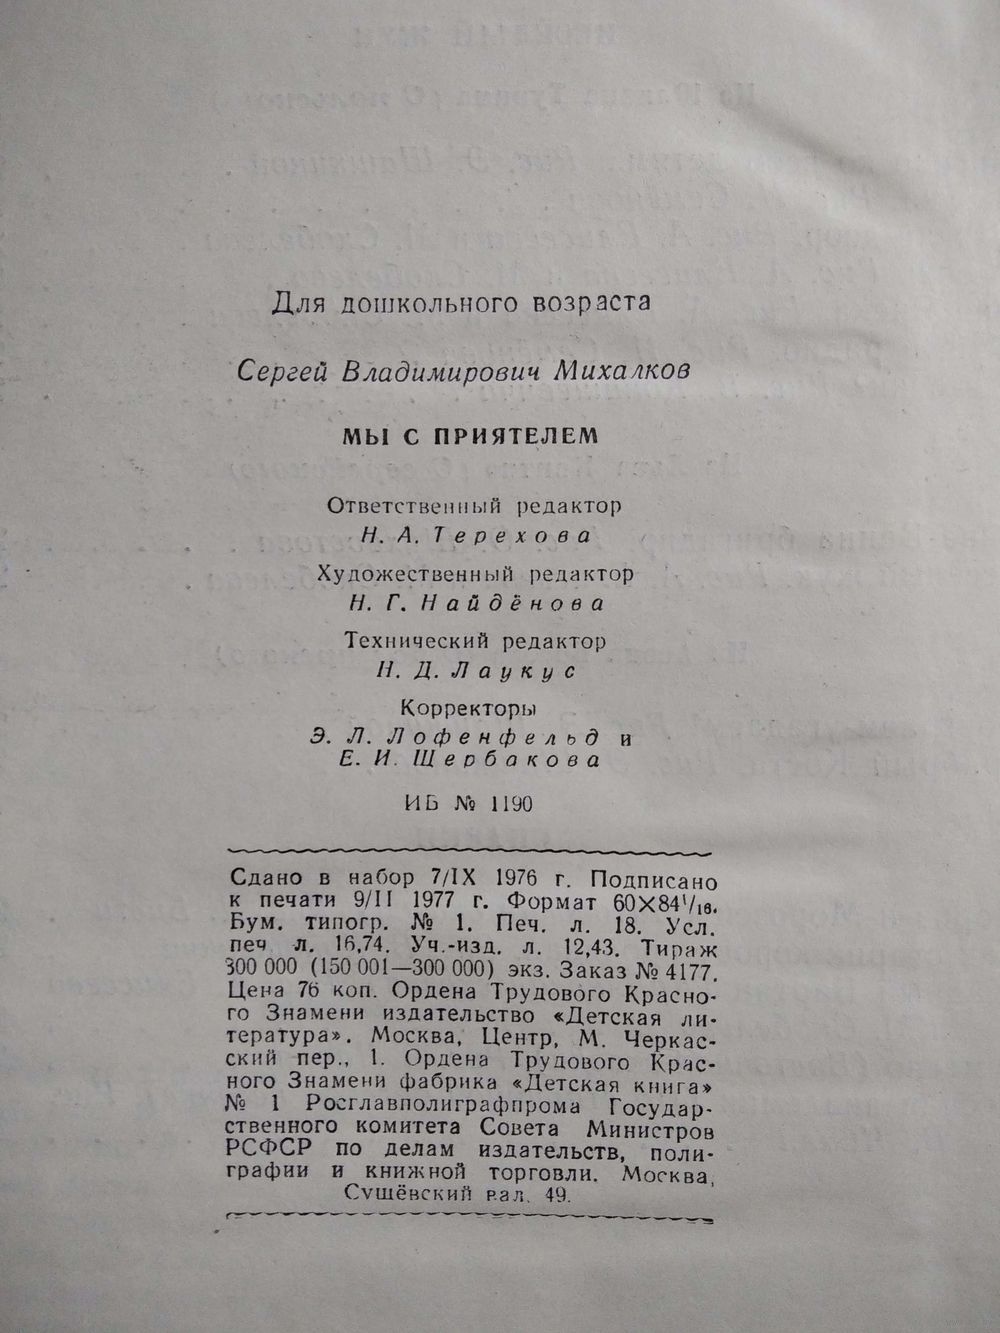 Для дошкольного возраста
Сергей Владимирович Михалков
МЫ С ПРИЯТЕЛЕМ
Ответственный редактор
Н. А. Терехова
Художественный редактор
Н. Г. Найдёнова
Технический редактор
Н. Д. Лаукус
Корректоры
Э. Л. Лофенфельд и
Е. И. Щербакова
ИБ № 1190
Сдано в набор 7/IX 1976 г. Подписано
к печати 9/II 1977 г. Формат 60×84¹/₁₆.
Бум. типогр. № 1. Печ. л. 18. Усл.
печ л. 16,74. Уч.-изд. л. 12,43. Тираж
300 000 (150 001—300 000) экз. Заказ № 4177.
Цена 76 коп. Ордена Трудового Красно-
го Знамени издательство «Детская ли-
тература». Москва, Центр, М. Черкас-
ский пер., 1. Ордена Трудового Крас-
ного Знамени фабрика «Детская книга»
№ 1 Росглавполиграфпрома Государ-
ственного комитета Совета Министров
РСФСР по делам издательств, поли-
графии и книжной торговли. Москва,
Сущёвский вал, 49.